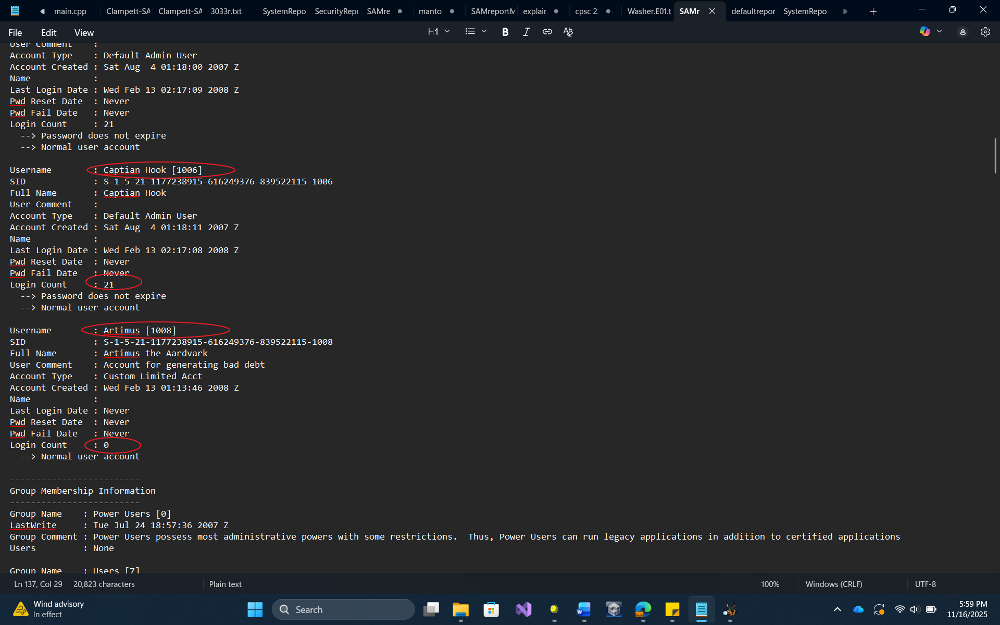 main.cpp Clampett-SA Clampett-SA 3033r.txt SystemRepo SecurityRepo SAMre manto SAMreportM explain cpsc 2 Washer.E01.t SAMr defaultrepor SystemRepo
File Edit View H1 B I
User Comment    :
Account Type    : Default Admin User
Account Created : Sat Aug  4 01:18:00 2007 Z
Name            :
Last Login Date : Wed Feb 13 02:17:09 2008 Z
Pwd Reset Date  : Never
Pwd Fail Date   : Never
Login Count     : 21
  --> Password does not expire
  --> Normal user account
Username        : Captian Hook [1006]
SID             : S-1-5-21-1177238915-616249376-839522115-1006
Full Name       : Captian Hook
User Comment    :
Account Type    : Default Admin User
Account Created : Sat Aug  4 01:18:11 2007 Z
Name            :
Last Login Date : Wed Feb 13 02:17:08 2008 Z
Pwd Reset Date  : Never
Pwd Fail Date   : Never
Login Count     : 21
  --> Password does not expire
  --> Normal user account
Username        : Artimus [1008]
SID             : S-1-5-21-1177238915-616249376-839522115-1008
Full Name       : Artimus the Aardvark
User Comment    : Account for generating bad debt
Account Type    : Custom Limited Acct
Account Created : Wed Feb 13 01:13:46 2008 Z
Name            :
Last Login Date : Never
Pwd Reset Date  : Never
Pwd Fail Date   : Never
Login Count     : 0
  --> Normal user account
-------------------------
Group Membership Information
-------------------------
Group Name    : Power Users [0]
LastWrite     : Tue Jul 24 18:57:36 2007 Z
Group Comment : Power Users possess most administrative powers with some restrictions.  Thus, Power Users can run legacy applications in addition to certified applications
Users         : None
Group Name    : Users [7]
Ln 137, Col 29 20,823 characters Plain text 100% Windows (CRLF) UTF-8
Wind advisory
In effect
Search
5:59 PM
11/16/2025